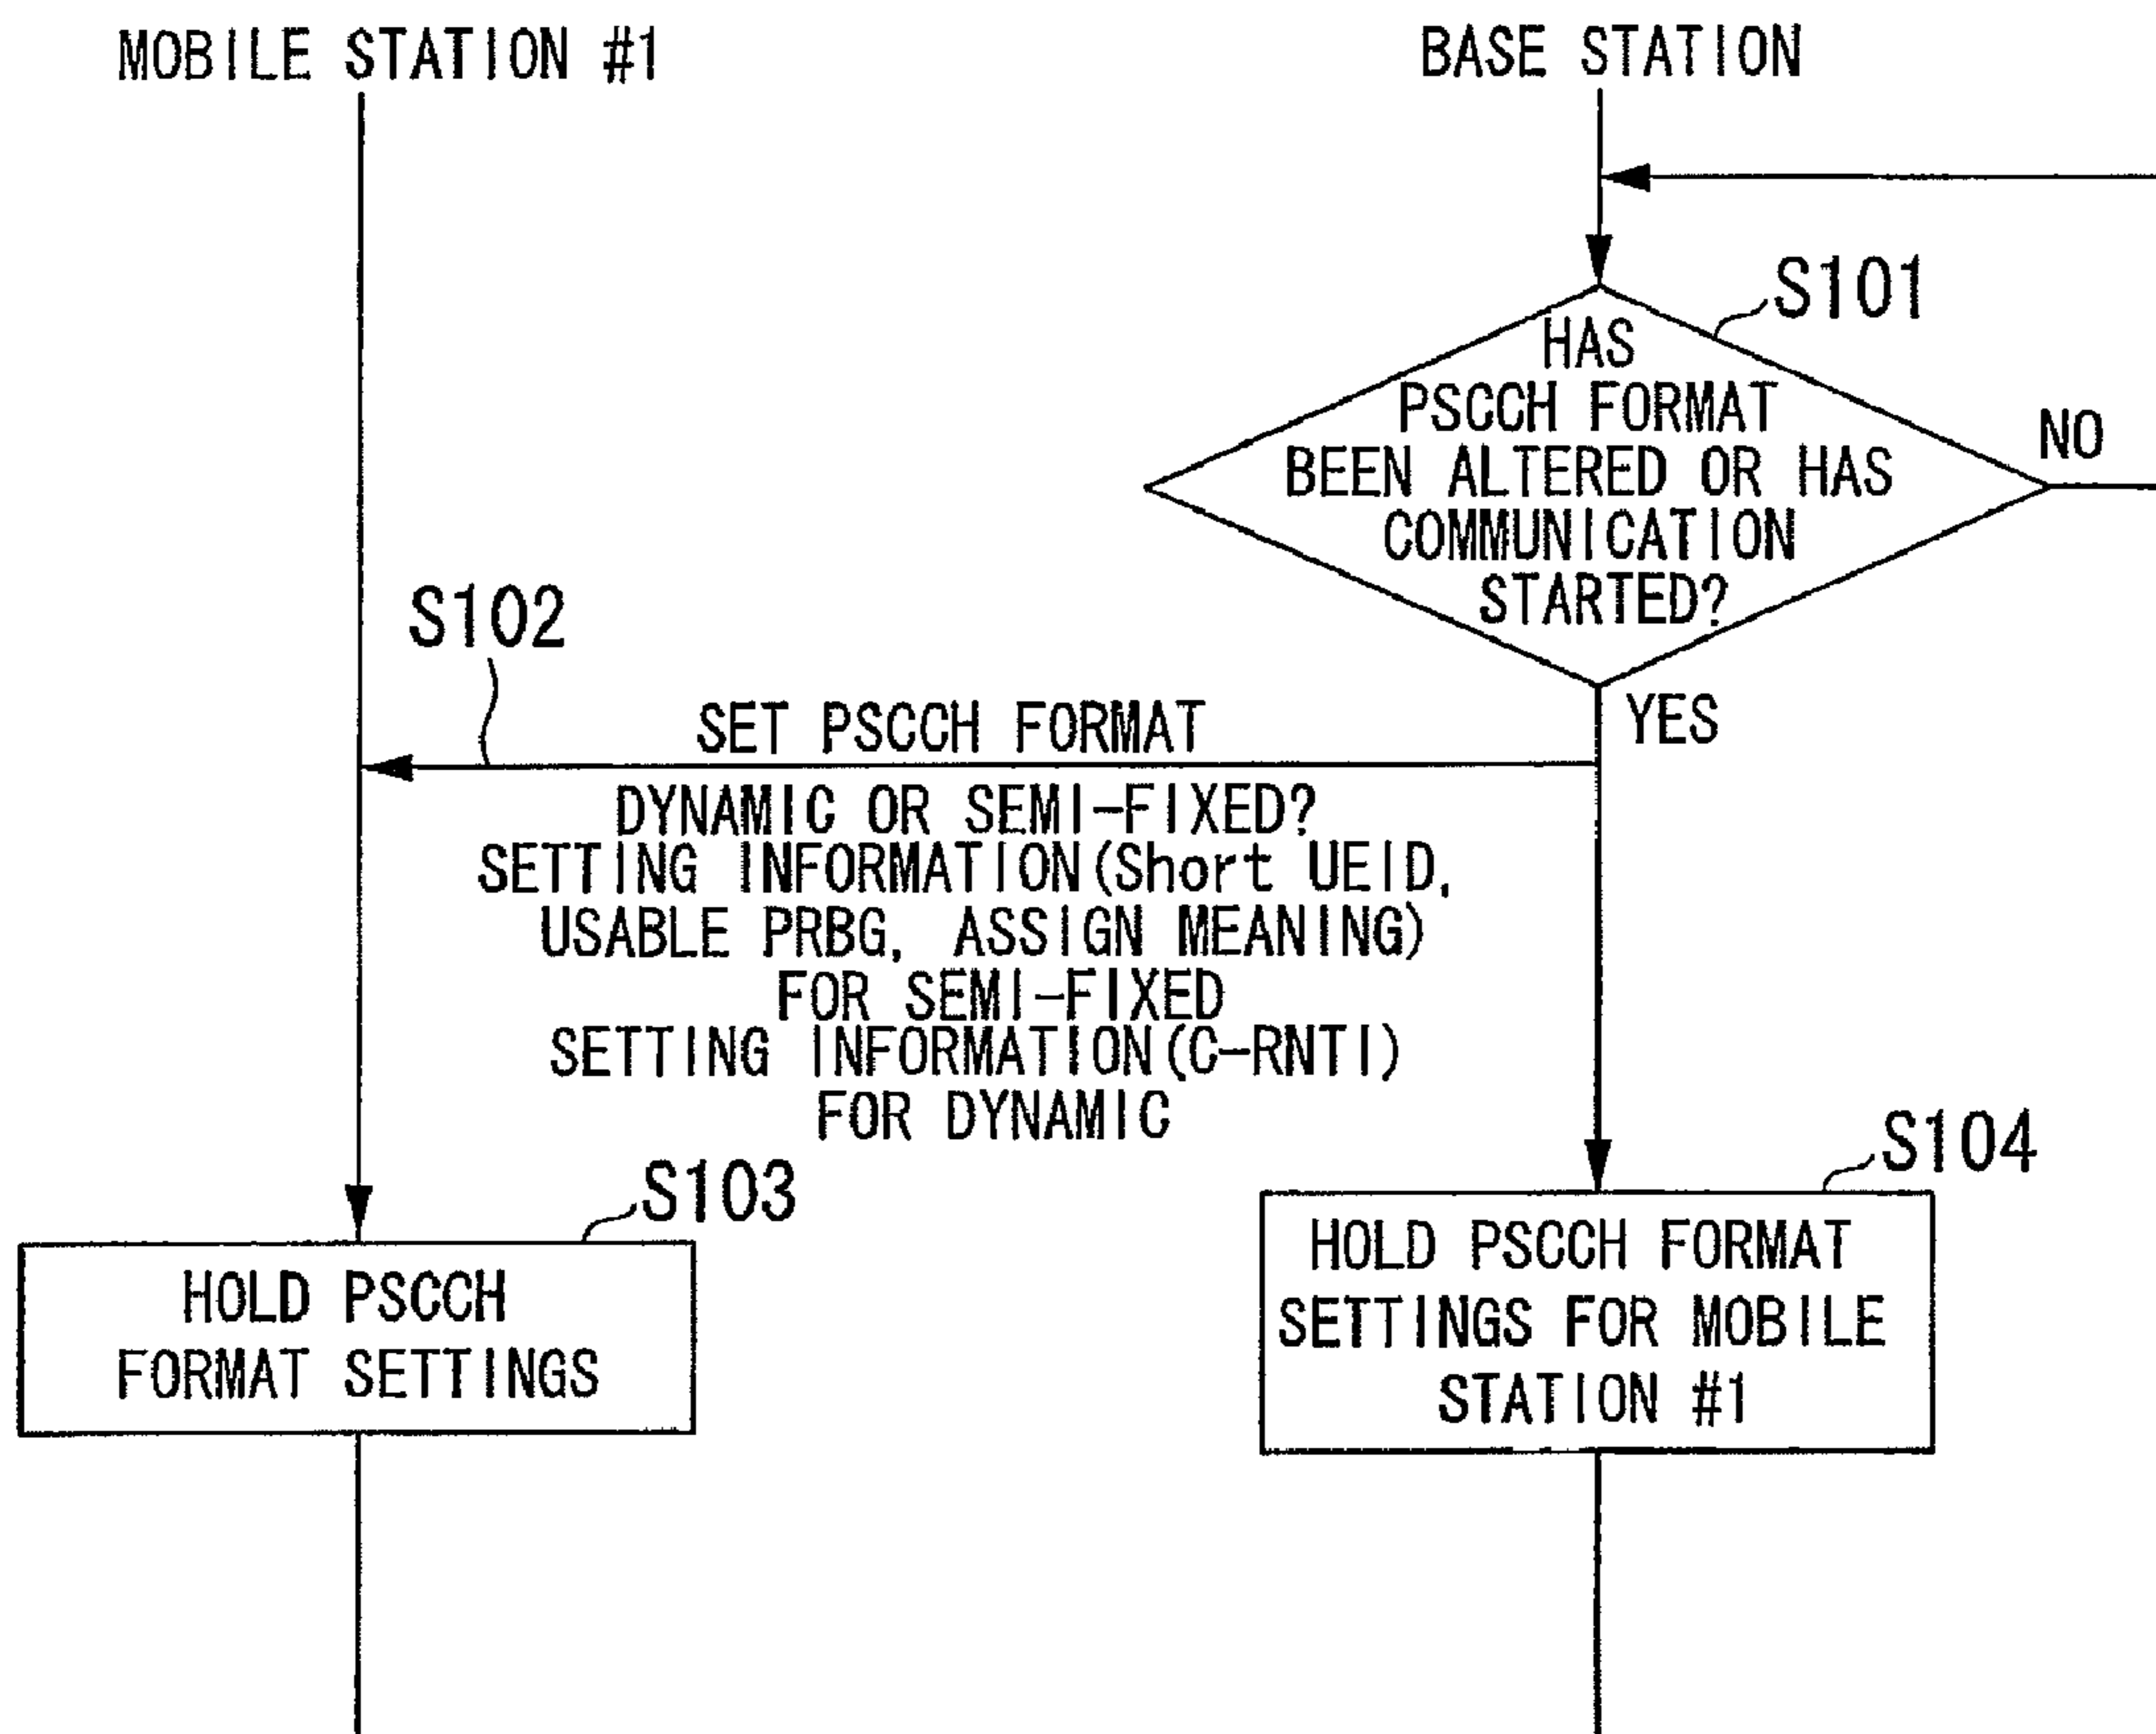 MOBILE STATION #1
BASE STATION
S101
HAS
PSCCH FORMAT
BEEN ALTERED OR HAS
COMMUNICATION
STARTED?
NO
YES
S102
SET PSCCH FORMAT
DYNAMIC OR SEMI-FIXED?
SETTING INFORMATION(Short UEID,
USABLE PRBG, ASSIGN MEANING)
FOR SEMI-FIXED
SETTING INFORMATION(C-RNTI)
FOR DYNAMIC
S103
HOLD PSCCH
FORMAT SETTINGS
S104
HOLD PSCCH FORMAT
SETTINGS FOR MOBILE
STATION #1